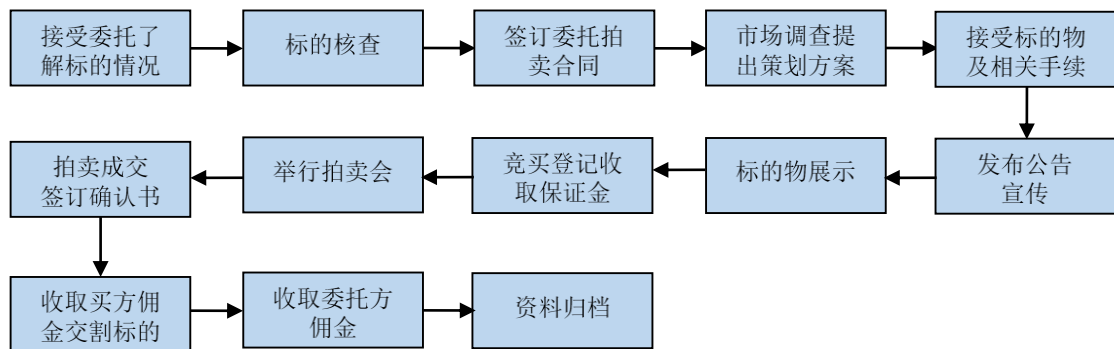 接受委托了
解标的情况
标的核查
签订委托拍
卖合同
市场调查提
出策划方案
接受标的物
及相关手续
发布公告
宣传
标的物展示
竞买登记收
取保证金
举行拍卖会
拍卖成交
签订确认书
收取买方佣
金交割标的
收取委托方
佣金
资料归档